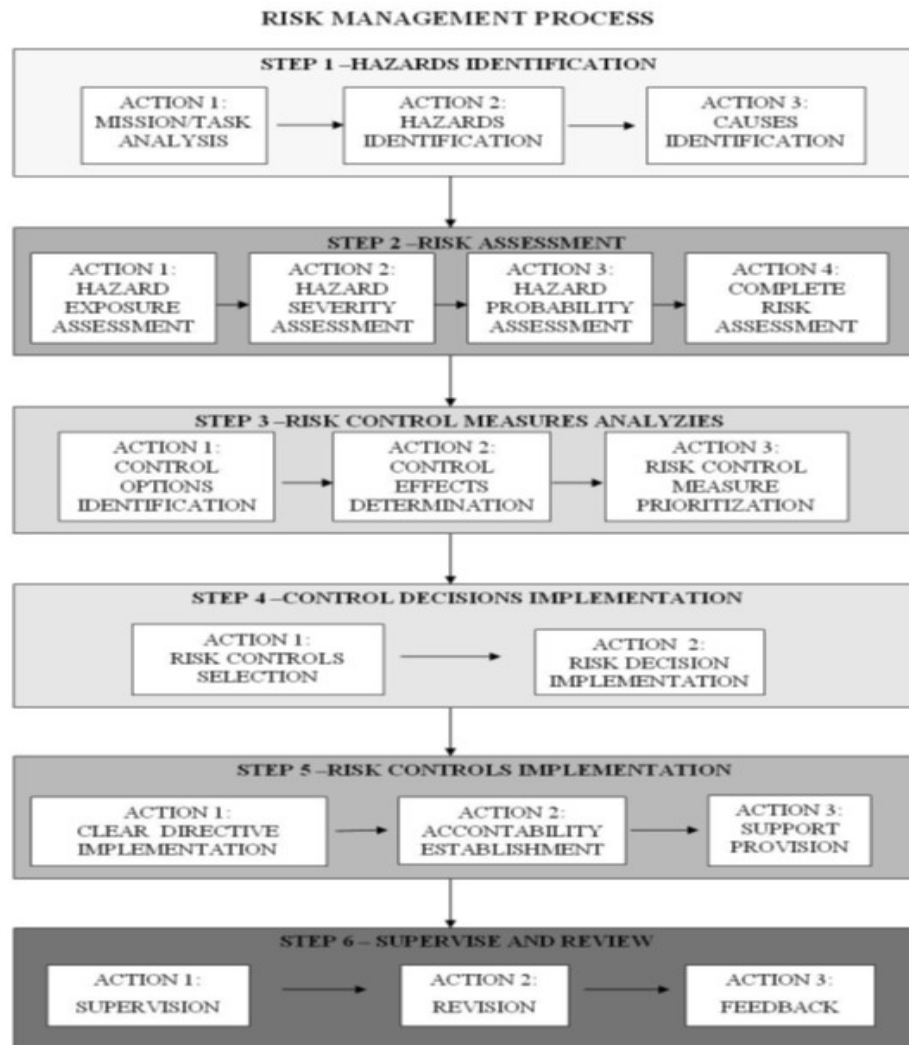 RISK MANAGEMENT PROCESS
STEP 1 –HAZARDS IDENTIFICATION
ACTION 1:
MISSION/TASK
ANALYSIS
ACTION 2:
HAZARDS
IDENTIFICATION
ACTION 3:
CAUSES
IDENTIFICATION
STEP 2 –RISK ASSESSMENT
ACTION 1:
HAZARD
EXPOSURE
ASSESSMENT
ACTION 2:
HAZARD
SEVERITY
ASSESSMENT
ACTION 3:
HAZARD
PROBABILITY
ASSESSMENT
ACTION 4:
COMPLETE
RISK
ASSESSMENT
STEP 3 –RISK CONTROL MEASURES ANALYZIES
ACTION 1:
CONTROL
OPTIONS
IDENTIFICATION
ACTION 2:
CONTROL
EFFECTS
DETERMINATION
ACTION 3:
RISK CONTROL
MEASURE
PRIORITIZATION
STEP 4 –CONTROL DECISIONS IMPLEMENTATION
ACTION 1:
RISK CONTROLS
SELECTION
ACTION 2:
RISK DECISION
IMPLEMENTATION
STEP 5 –RISK CONTROLS IMPLEMENTATION
ACTION 1:
CLEAR DIRECTIVE
IMPLEMENTATION
ACTION 2:
ACCONTABILITY
ESTABLISHMENT
ACTION 3:
SUPPORT
PROVISION
STEP 6 – SUPERVISE AND REVIEW
ACTION 1:
SUPERVISION
ACTION 2:
REVISION
ACTION 3:
FEEDBACK